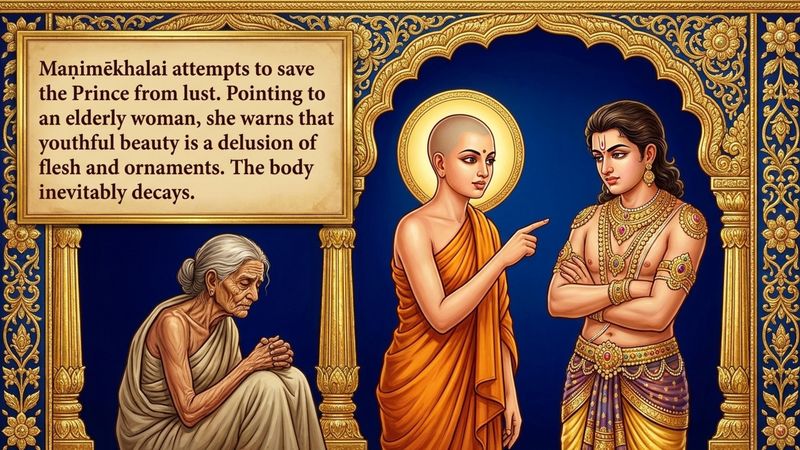 Maṇimēkhalai attempts to save
the Prince from lust. Pointing to
an elderly woman, she warns that
youthful beauty is a delusion of
flesh and ornaments. The body
inevitably decays.